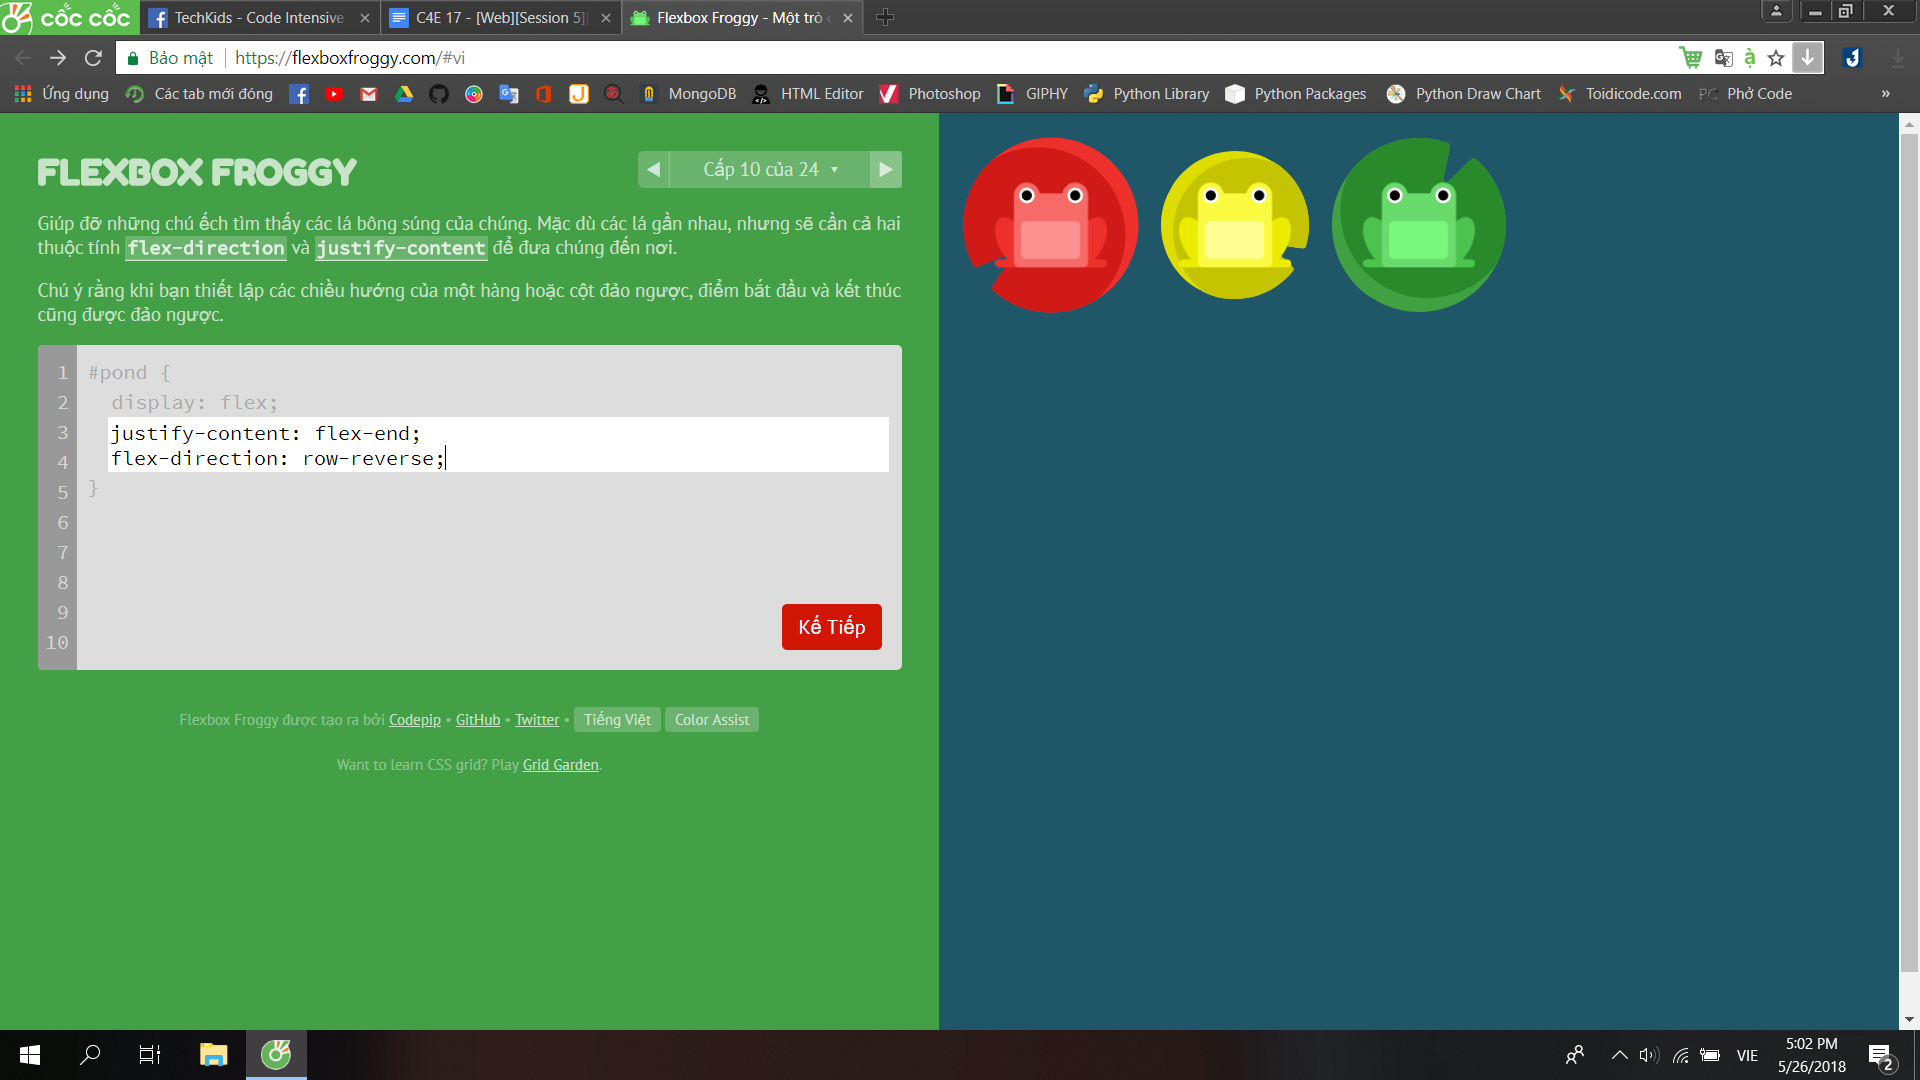 cốc cốc
TechKids - Code Intensive
C4E 17 - [Web][Session 5]
Flexbox Froggy - Một trò
Bảo mật
https://flexboxfroggy.com/#vi
Ứng dụng
Các tab mới đóng
MongoDB
HTML Editor
Photoshop
GIPHY
Python Library
Python Packages
Python Draw Chart
Toidicode.com
PC
Phở Code
»
FLEXBOX FROGGY
Cấp 10 của 24
Giúp đỡ những chú ếch tìm thấy các lá bông súng của chúng. Mặc dù các lá gần nhau, nhưng sẽ cần cả hai
thuộc tính flex-direction và justify-content để đưa chúng đến nơi.
Chú ý rằng khi bạn thiết lập các chiều hướng của một hàng hoặc cột đảo ngược, điểm bắt đầu và kết thúc
cũng được đảo ngược.
1 #pond {
2 display: flex;
3 justify-content: flex-end;
4 flex-direction: row-reverse;
5 }
6
7
8
9
10
Kế Tiếp
Flexbox Froggy được tạo ra bởi Codepip • GitHub • Twitter • Tiếng Việt Color Assist
Want to learn CSS grid? Play Grid Garden.
VIE
5:02 PM
5/26/2018
2